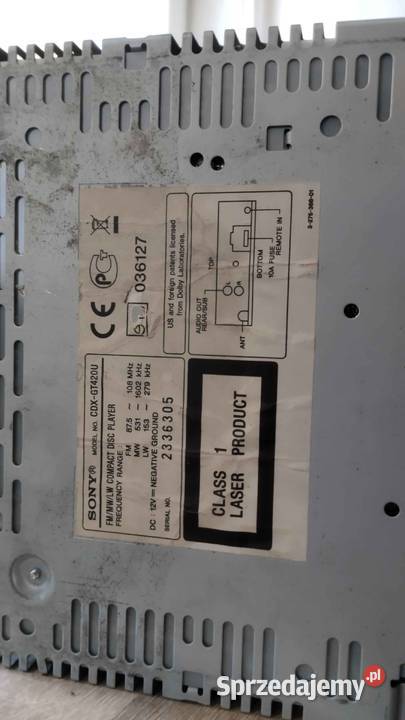 SONY(R) MODEL NO. CDX-GT420U
FM/MW/LW COMPACT DISC PLAYER
FREQUENCY RANGE:
FM 87.5 ~ 108 MHz
MW 531 ~ 1602 kHz
LW 153 ~ 279 kHz
DC : 12V NEGATIVE GROUND
SERIAL NO. 2336305
CLASS 1
LASER PRODUCT
CE
036127
US and foreign patents licensed
from Dolby Laboratories.
AUDIO OUT
REAR/SUB
TOP
L
R
ANT
BOTTOM
10A FUSE
REMOTE IN
Sprzedajemy.pl